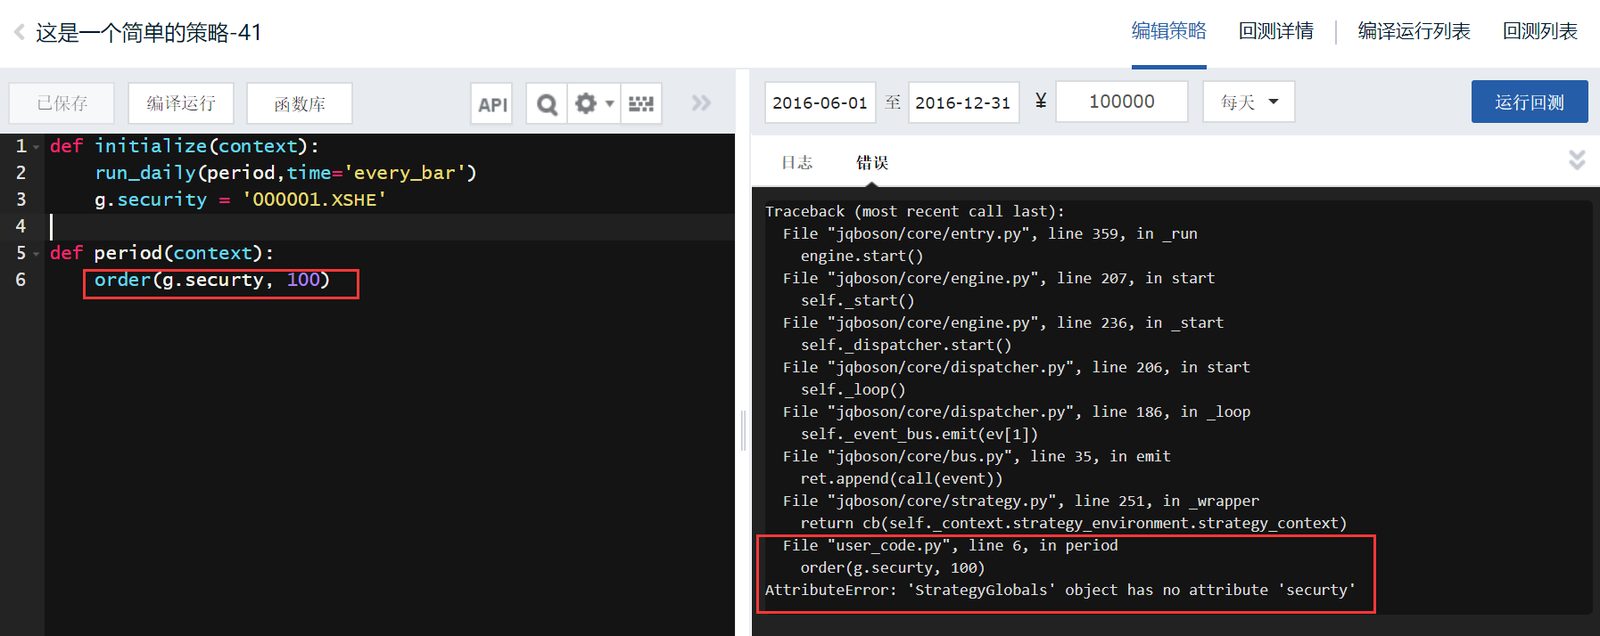 这是一个简单的策略-41
编辑策略 回测详情 编译运行列表 回测列表
已保存 编译运行 函数库 API
2016-06-01 至 2016-12-31 ¥ 100000 每天 运行回测
1 def initialize(context):
2 run_daily(period,time='every_bar')
3 g.security = '000001.XSHE'
4
5 def period(context):
6 order(g.securty, 100)
日志 错误
Traceback (most recent call last):
File "jqboson/core/entry.py", line 359, in _run
engine.start()
File "jqboson/core/engine.py", line 207, in start
self._start()
File "jqboson/core/engine.py", line 236, in _start
self._dispatcher.start()
File "jqboson/core/dispatcher.py", line 206, in start
self._loop()
File "jqboson/core/dispatcher.py", line 186, in _loop
self._event_bus.emit(ev[1])
File "jqboson/core/bus.py", line 35, in emit
ret.append(call(event))
File "jqboson/core/strategy.py", line 251, in _wrapper
return cb(self._context.strategy_environment.strategy_context)
File "user_code.py", line 6, in period
order(g.securty, 100)
AttributeError: 'StrategyGlobals' object has no attribute 'securty'